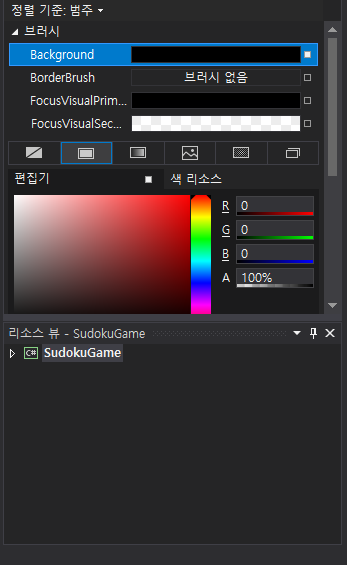 정렬 기준: 범주
브러시
Background
BorderBrush 브러시 없음
FocusVisualPrim...
FocusVisualSec...
편집기 색 리소스
R 0
G 0
B 0
A 100%
리소스 뷰 - SudokuGame
C# SudokuGame